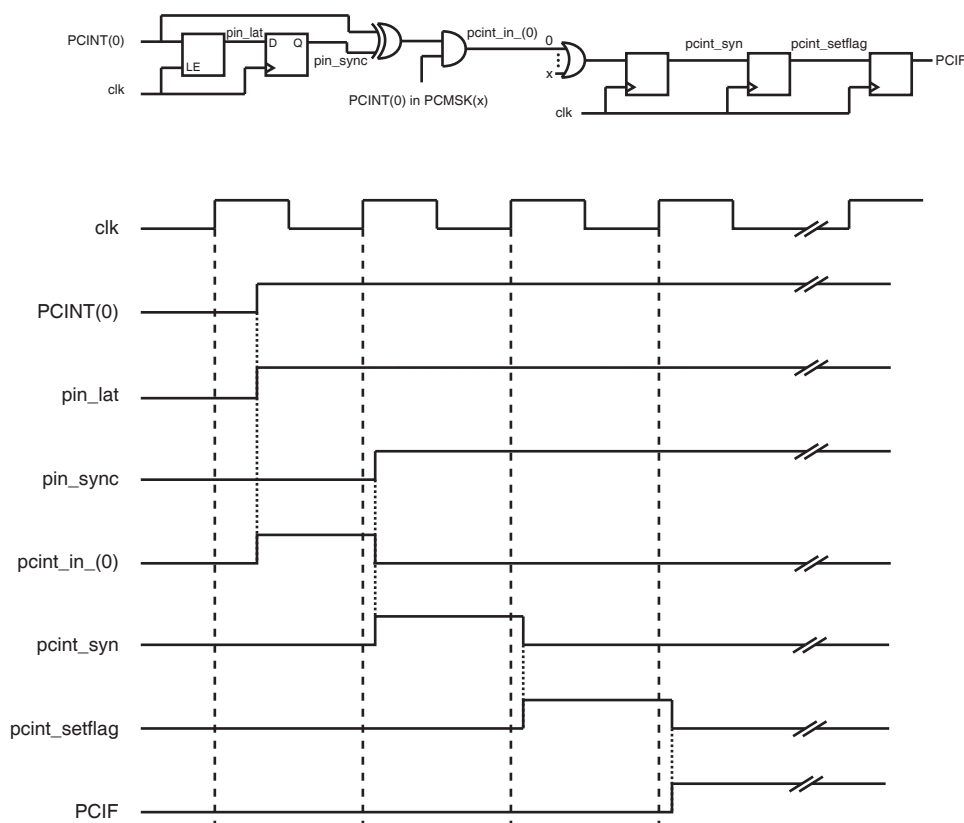 pin_lat
pcint_in_(0)
PCINT(0)
D Q
0
pcint_syn
pcint_setflag
pin_sync
PCIF
LE
x
clk
PCINT(0) in PCMSK(x)
clk
clk
PCINT(0)
pin_lat
pin_sync
pcint_in_(0)
pcint_syn
pcint_setflag
PCIF